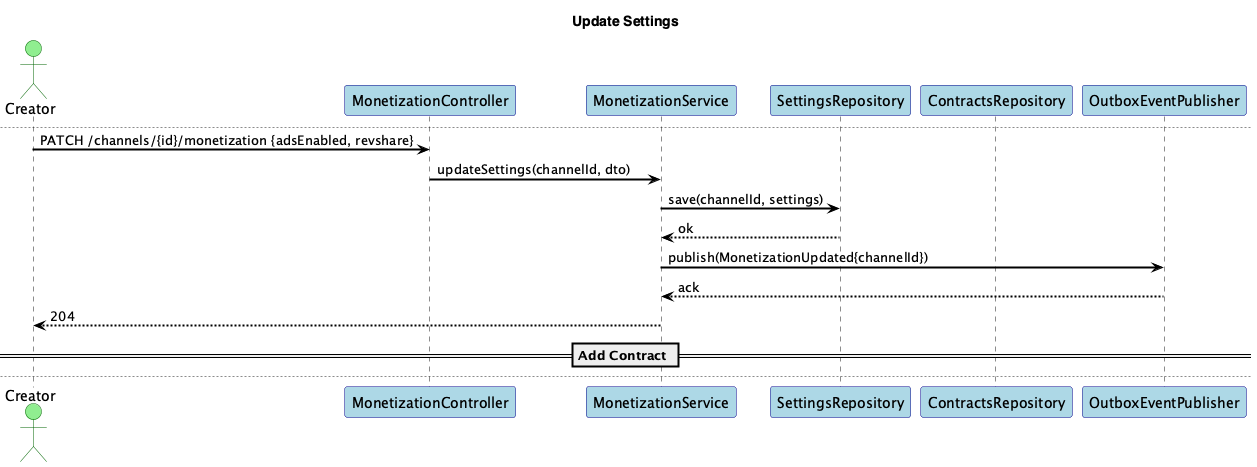 Update Settings
Creator
MonetizationController
MonetizationService
SettingsRepository
ContractsRepository
OutboxEventPublisher
PATCH /channels/{id}/monetization {adsEnabled, revshare}
updateSettings(channelId, dto)
save(channelId, settings)
ok
publish(MonetizationUpdated{channelId})
ack
204
Add Contract
Creator
MonetizationController
MonetizationService
SettingsRepository
ContractsRepository
OutboxEventPublisher